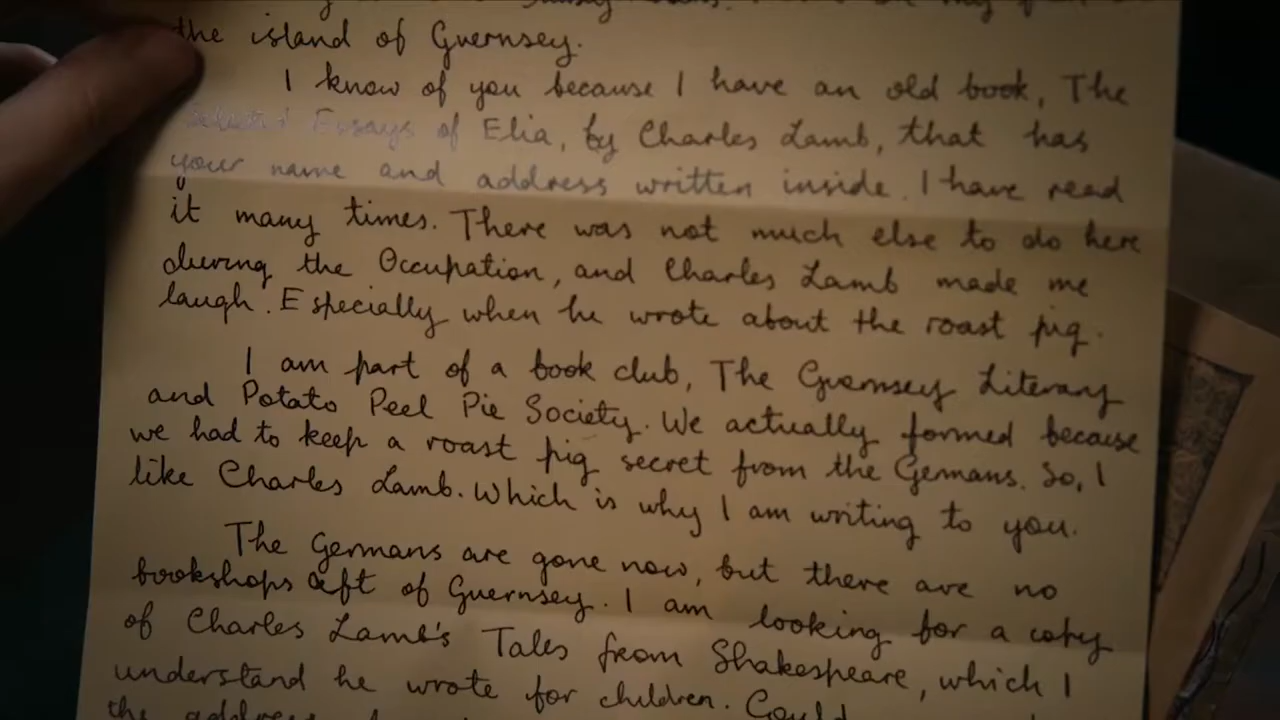 the island of Guernsey.
I know of you because I have an old book, The
Selected Essays of Elia, by Charles Lamb, that has
your name and address written inside. I have read
it many times. There was not much else to do here
during the Occupation, and Charles Lamb made me
laugh. Especially when he wrote about the roast pig.
I am part of a book club, The Guernsey Literary
and Potato Peel Pie Society. We actually formed because
we had to keep a roast pig secret from the Germans. So, I
like Charles Lamb. Which is why I am writing to you.
The Germans are gone now, but there are no
bookshops left of Guernsey. I am looking for a copy
of Charles Lamb's Tales from Shakespeare, which I
understand he wrote for children. Could
the address